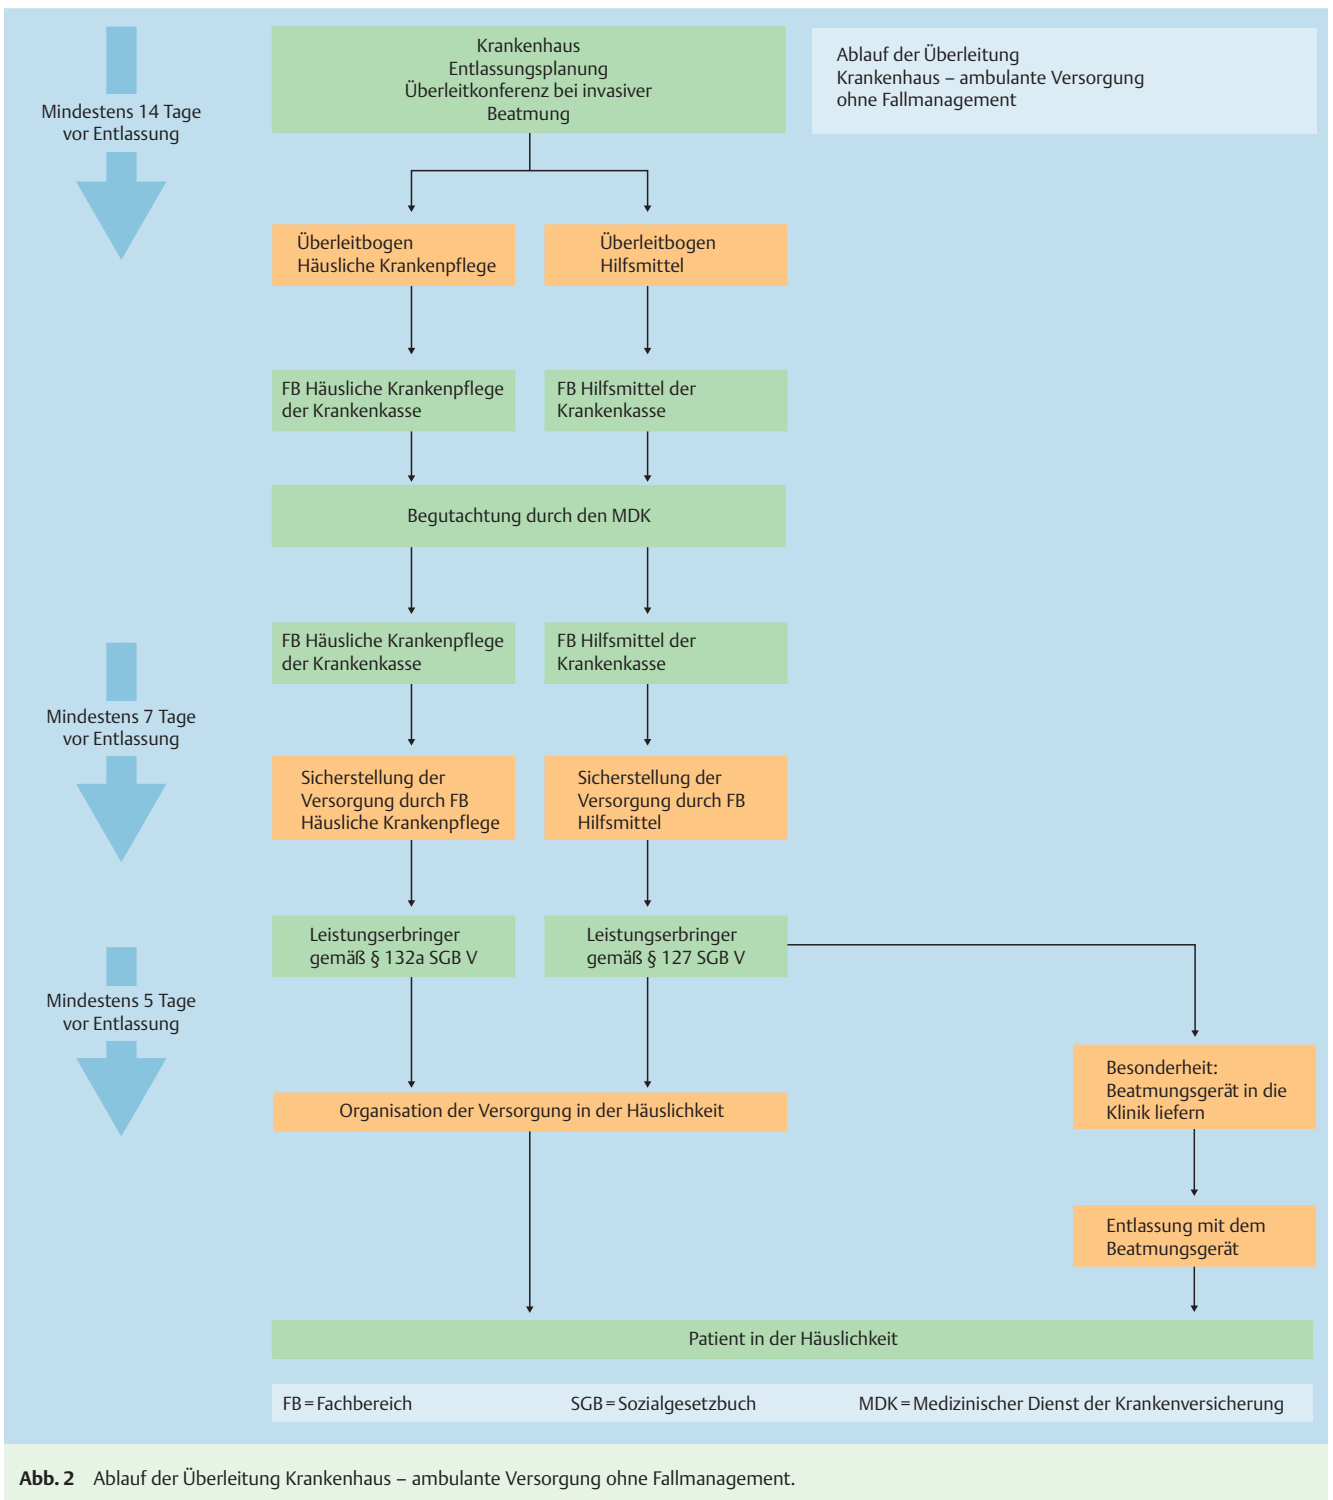 Krankenhaus
Entlassungsplanung
Überleitkonferenz bei invasiver
Beatmung
Ablauf der Überleitung
Krankenhaus – ambulante Versorgung
ohne Fallmanagement
Mindestens 14 Tage
vor Entlassung
Überleitbogen
Häusliche Krankenpflege
Überleitbogen
Hilfsmittel
FB Häusliche Krankenpflege
der Krankenkasse
FB Hilfsmittel der
Krankenkasse
Begutachtung durch den MDK
FB Häusliche Krankenpflege
der Krankenkasse
FB Hilfsmittel der
Krankenkasse
Mindestens 7 Tage
vor Entlassung
Sicherstellung der
Versorgung durch FB
Häusliche Krankenpflege
Sicherstellung der
Versorgung durch FB
Hilfsmittel
Leistungserbringer
gemäß § 132a SGB V
Leistungserbringer
gemäß § 127 SGB V
Mindestens 5 Tage
vor Entlassung
Besonderheit:
Beatmungsgerät in die
Klinik liefern
Organisation der Versorgung in der Häuslichkeit
Entlassung mit dem
Beatmungsgerät
Patient in der Häuslichkeit
FB = Fachbereich
SGB = Sozialgesetzbuch
MDK = Medizinischer Dienst der Krankenversicherung
Abb. 2 Ablauf der Überleitung Krankenhaus – ambulante Versorgung ohne Fallmanagement.